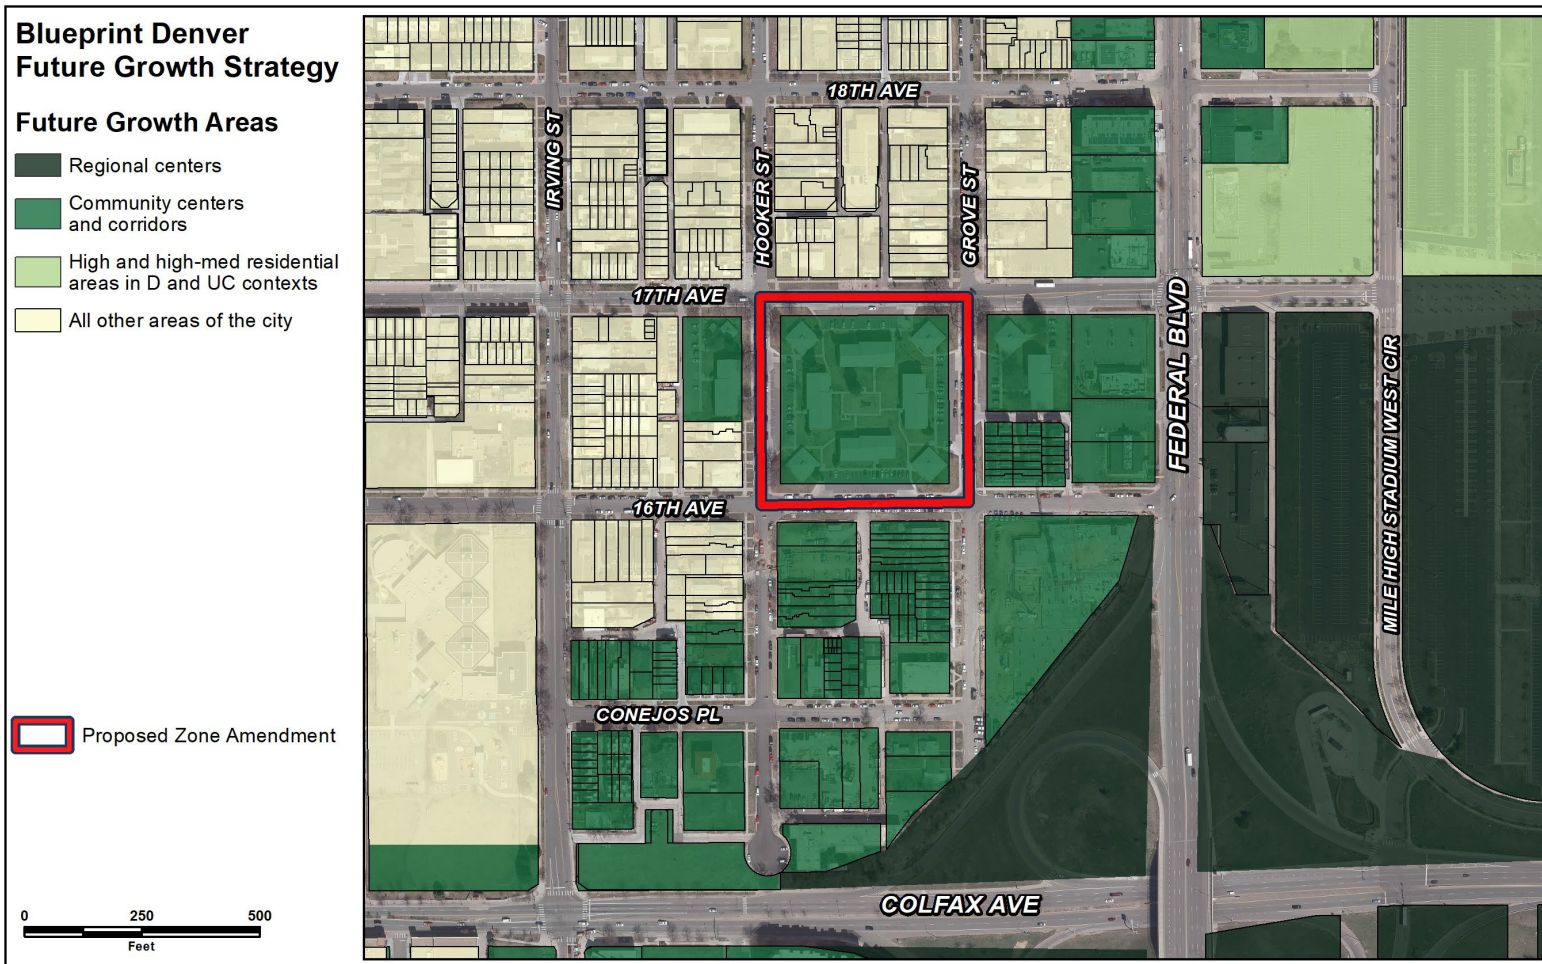 Blueprint Denver
Future Growth Strategy
Future Growth Areas
Regional centers
Community centers
and corridors
High and high-med residential
areas in D and UC contexts
All other areas of the city
Proposed Zone Amendment
0 250 500
Feet
18TH AVE
IRVING ST
HOOKER ST
GROVE ST
17TH AVE
FEDERAL BLVD
MILE HIGH STADIUM WEST CIR
16TH AVE
CONEJOS PL
COLFAX AVE